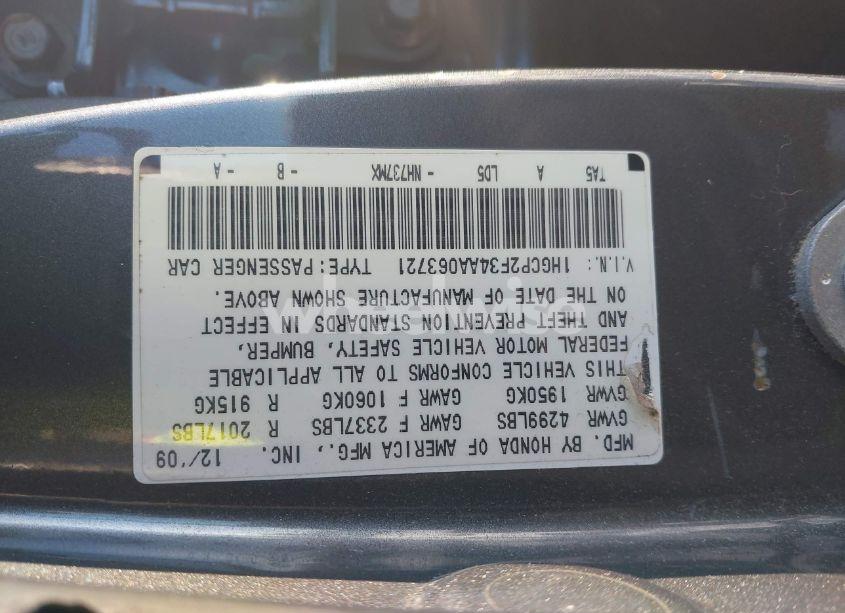 MFD. BY HONDA OF AMERICA MFG., INC. 12/'09
GVWR 4299LBS GAWR F 2337LBS R 2017LBS
GVWR 1950KG GAWR F 1060KG R 915KG
THIS VEHICLE CONFORMS TO ALL APPLICABLE
FEDERAL MOTOR VEHICLE SAFETY, BUMPER,
AND THEFT PREVENTION STANDARDS IN EFFECT
ON THE DATE OF MANUFACTURE SHOWN ABOVE.
V.I.N.: 1HGCP2F34AA063721 TYPE:PASSENGER CAR
TA5 A LD5 - NH737MX - B - A